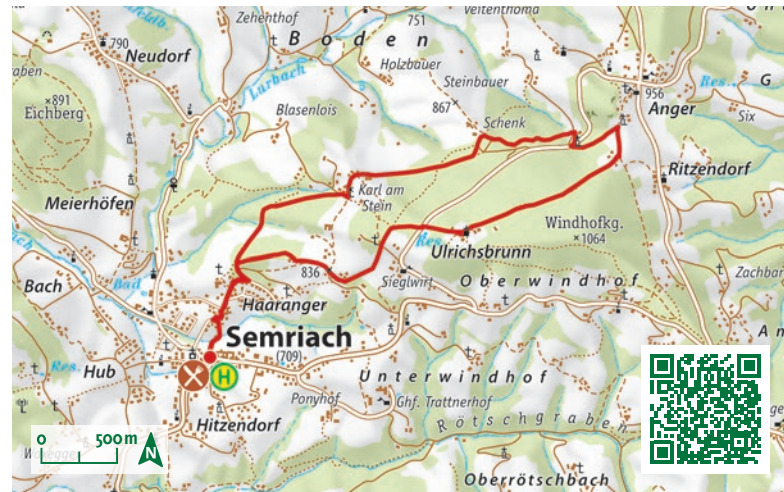 Zehenthof
751
Veitenthoma
790
Neudorf
Boden
Holzbauer
Lurbach
Steinbauer
Res.
G
891
Eichberg
Blasenlois
867
956
Anger
Schenk
Six
Meierhöfen
Karl am
Stein
Ritzendorf
Windhofkg.
1064
Res.
Ulrichsbrunn
Bach
Bad
836
Sieglwirt
Oberwindhof
Haaranger
Semriach
(709)
Res.
Hub
H
Unterwindhof
Ponyhof
Ghf. Trattnerhof
Hitzendorf
Rötschgraben
0 500 m
N
Oberrötschbach